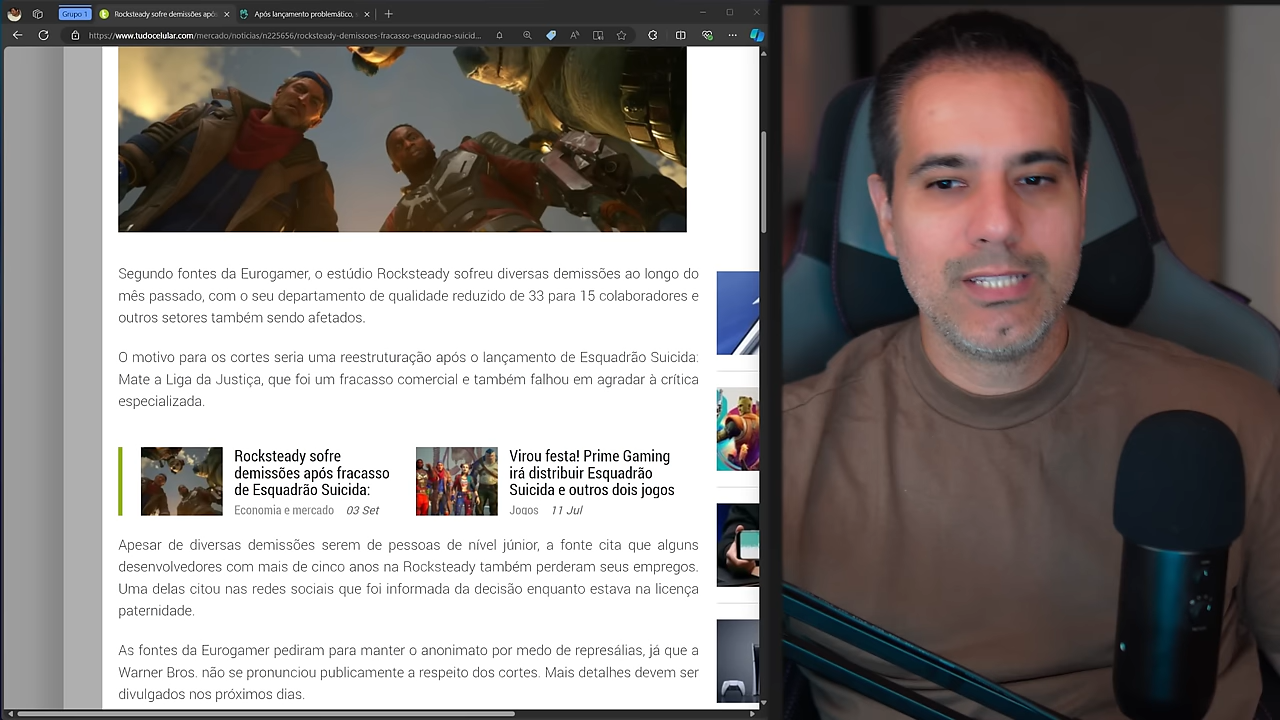 Grupo 1
Rocksteady sofre demissões após
Após lançamento problemático,
https://www.tudocelular.com/mercado/noticias/n225656/rocksteady-demissoes-fracasso-esquadrao-suicid...
Segundo fontes da Eurogamer, o estúdio Rocksteady sofreu diversas demissões ao longo do
mês passado, com o seu departamento de qualidade reduzido de 33 para 15 colaboradores e
outros setores também sendo afetados.
O motivo para os cortes seria uma reestruturação após o lançamento de Esquadrão Suicida:
Mate a Liga da Justiça, que foi um fracasso comercial e também falhou em agradar à crítica
especializada.
Rocksteady sofre
demissões após fracasso
de Esquadrão Suicida:
Economia e mercado 03 Set
Virou festa! Prime Gaming
irá distribuir Esquadrão
Suicida e outros dois jogos
Jogos 11 Jul
Apesar de diversas demissões serem de pessoas de nível júnior, a fonte cita que alguns
desenvolvedores com mais de cinco anos na Rocksteady também perderam seus empregos.
Uma delas citou nas redes sociais que foi informada da decisão enquanto estava na licença
paternidade.
As fontes da Eurogamer pediram para manter o anonimato por medo de represálias, já que a
Warner Bros. não se pronunciou publicamente a respeito dos cortes. Mais detalhes devem ser
divulgados nos próximos dias.